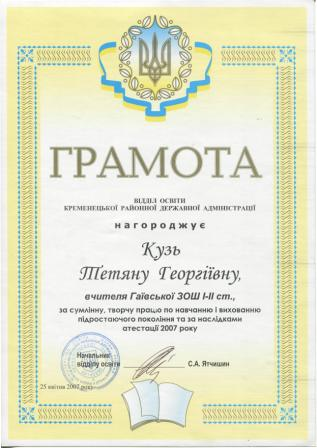 ГРАМОТА
ВІДДІЛ ОСВІТИ
КРЕМЕНЕЦЬКОЇ РАЙОННОЇ ДЕРЖАВНОЇ АДМІНІСТРАЦІЇ
нагороджує
Кузь
Тетяну Георгіївну,
вчителя Гаївської ЗОШ І-ІІ ст.,
за сумлінну, творчу працю по навчанню і вихованню
підростаючого покоління та за наслідками
атестації 2007 року
Начальник
відділу освіти С.А. Ятчишин
25 квітня 2007 року